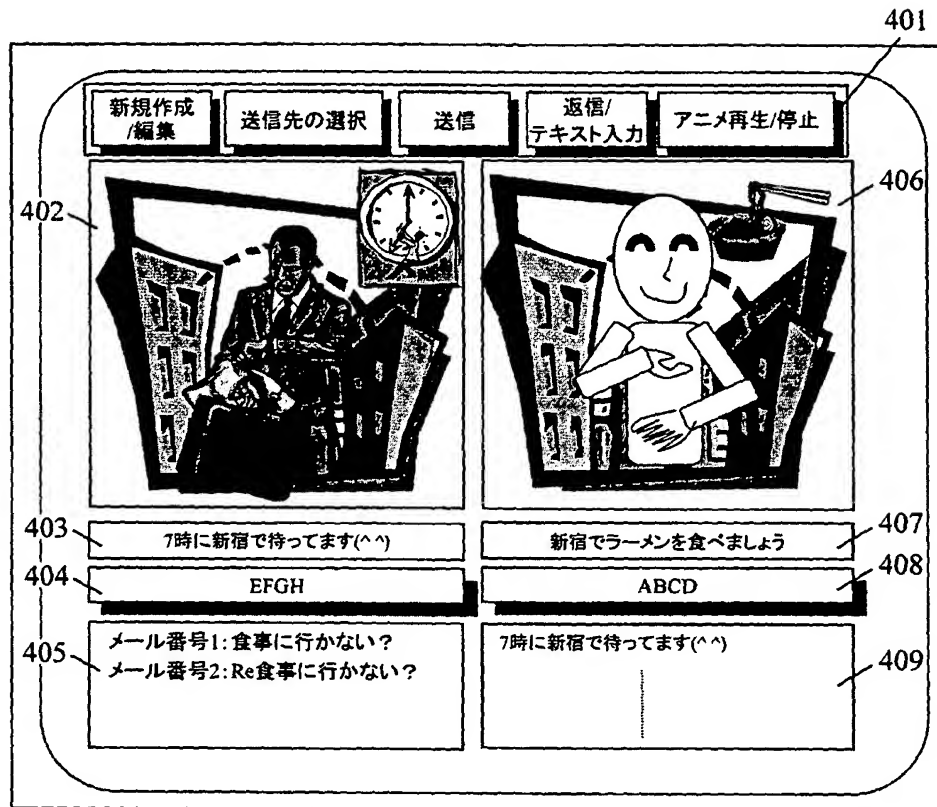 401
新規作成
/編集
送信先の選択
送信
返信/
テキスト入力
アニメ再生/停止
402
406
403
7時に新宿で待ってます(^ ^)
新宿でラーメンを食べましょう
407
404
EFGH
ABCD
408
405
メール番号1:食事に行かない?
メール番号2:Re食事に行かない?
7時に新宿で待ってます(^ ^)
409